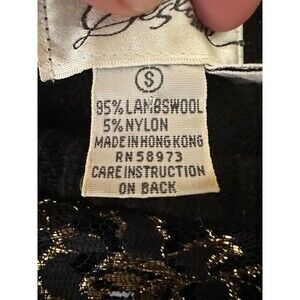 S
95% LAMBSWOOL
5% NYLON
MADE IN HONG KONG
RN 58973
CARE INSTRUCTION
ON BACK